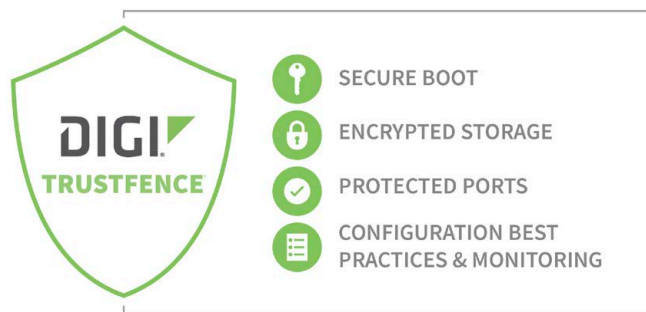 DIGI
TRUSTFENCE
SECURE BOOT
ENCRYPTED STORAGE
PROTECTED PORTS
CONFIGURATION BEST
PRACTICES & MONITORING